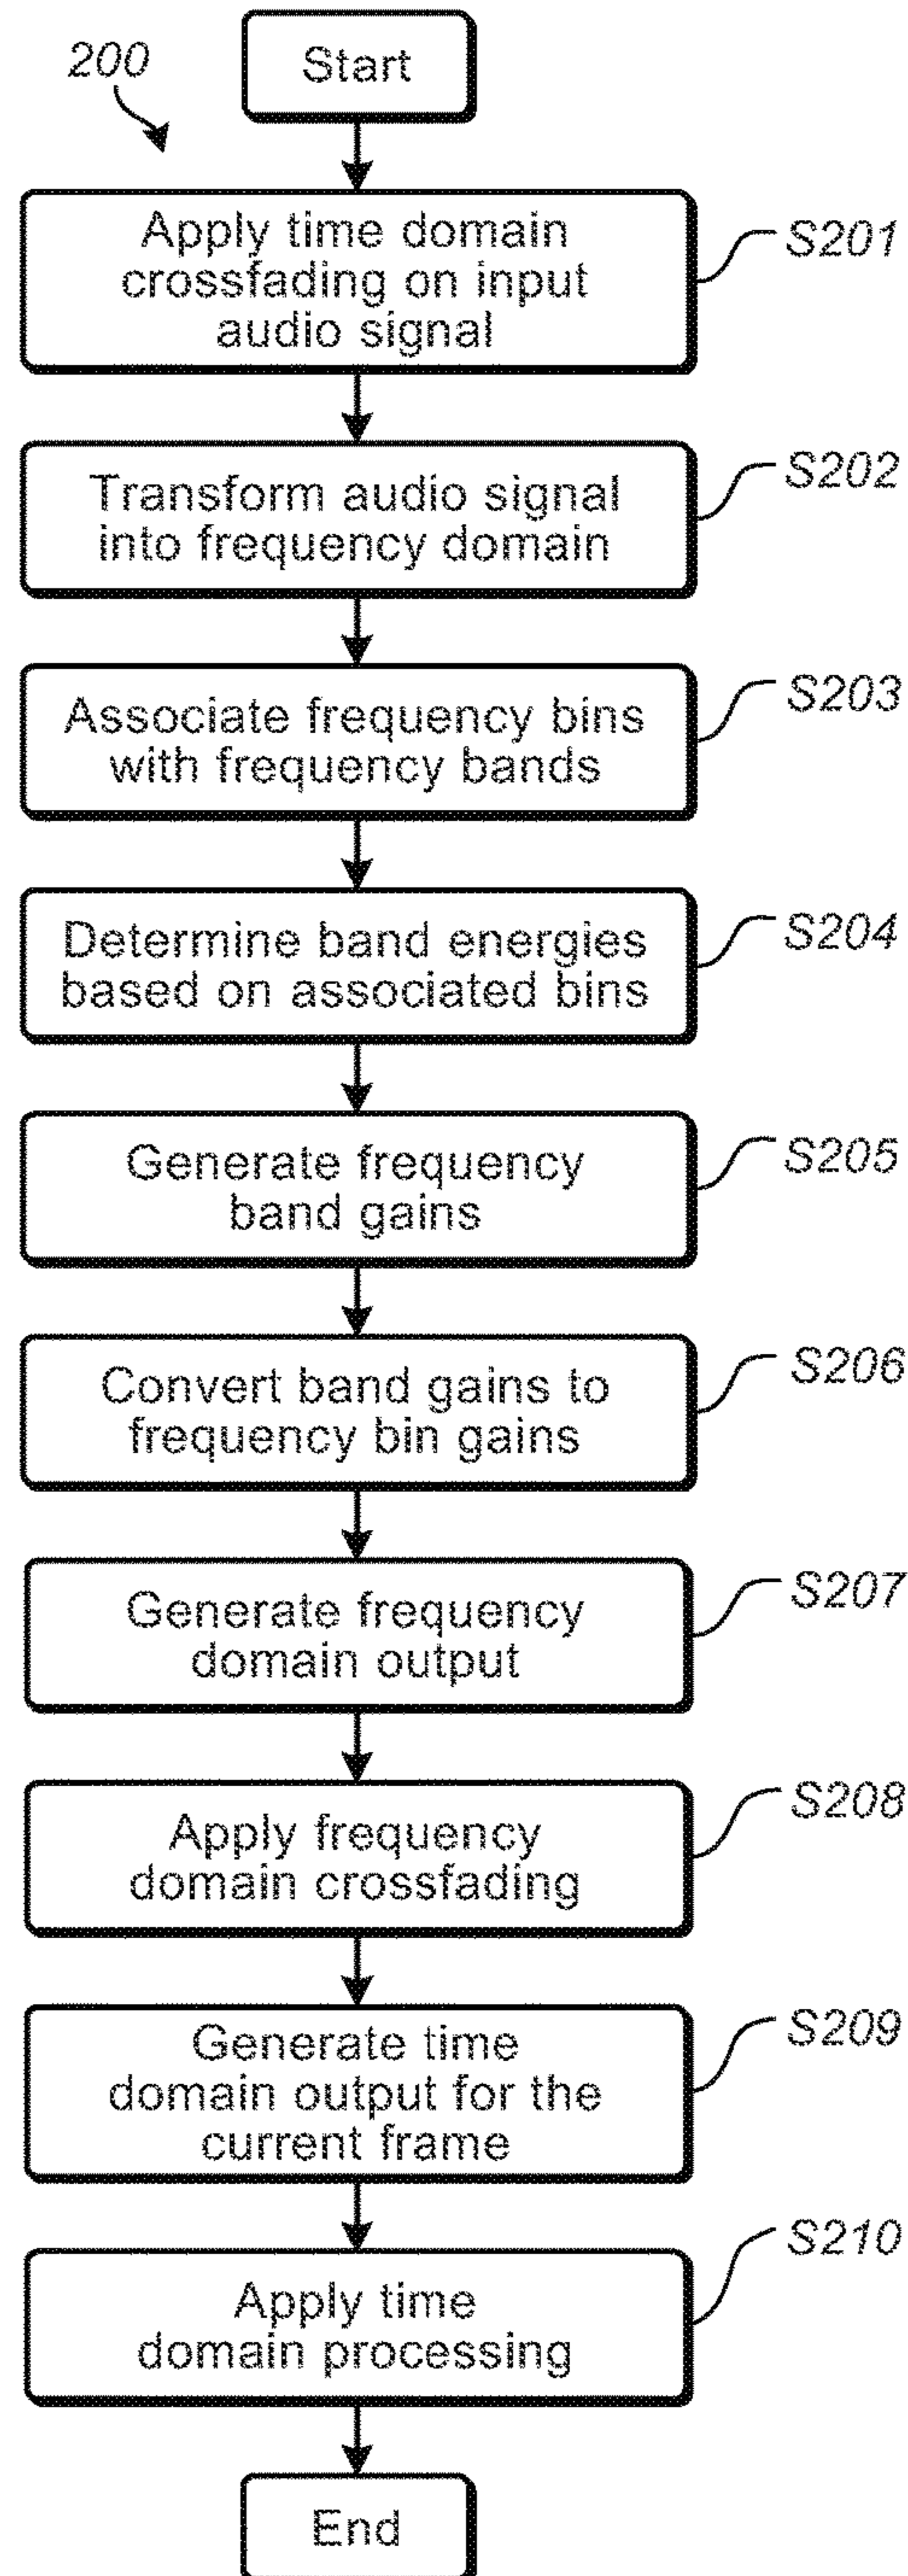 200
Start
Apply time domain
crossfading on input
audio signal
S201
Transform audio signal
into frequency domain
S202
Associate frequency bins
with frequency bands
S203
Determine band energies
based on associated bins
S204
Generate frequency
band gains
S205
Convert band gains to
frequency bin gains
S206
Generate frequency
domain output
S207
Apply frequency
domain crossfading
S208
Generate time
domain output for the
current frame
S209
Apply time
domain processing
S210
End